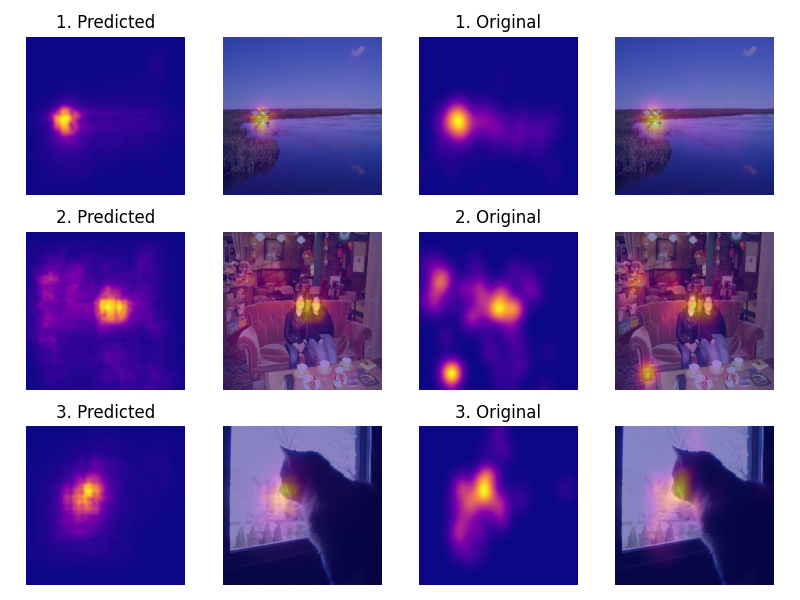 1. Predicted
1. Original
2. Predicted
2. Original
3. Predicted
3. Original